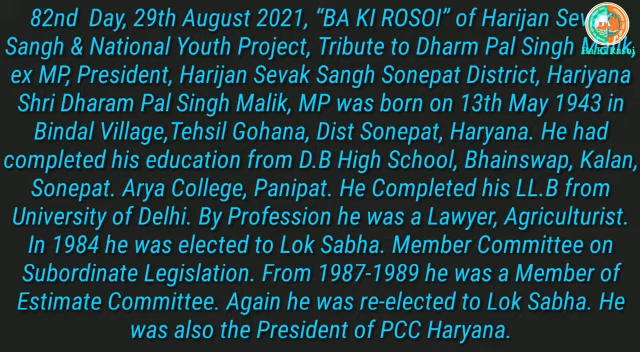 82nd Day, 29th August 2021, “BA KI ROSOI” of Harijan
Sangh & National Youth Project, Tribute to Dharm Pal Singh
ex MP, President, Harijan Sevak Sangh Sonepat District, Hariyana
Shri Dharam Pal Singh Malik, MP was born on 13th May 1943 in
Bindal Village,Tehsil Gohana, Dist Sonepat, Haryana. He had
completed his education from D.B High School, Bhainswap, Kalan,
Sonepat. Arya College, Panipat. He Completed his LL.B from
University of Delhi. By Profession he was a Lawyer, Agriculturist.
In 1984 he was elected to Lok Sabha. Member Committee on
Subordinate Legislation. From 1987-1989 he was a Member of
Estimate Committee. Again he was re-elected to Lok Sabha. He
was also the President of PCC Haryana.